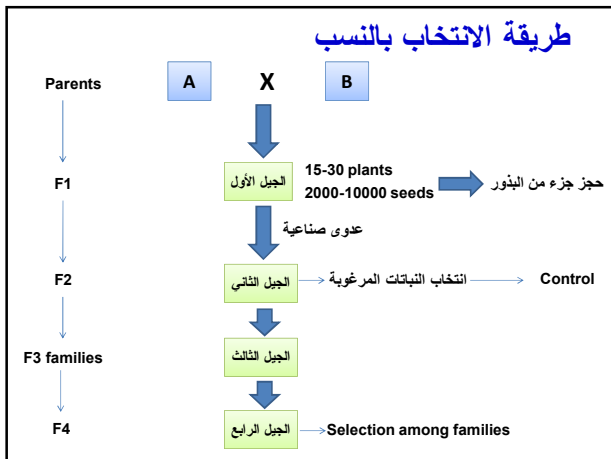 طريقة الانتخاب بالنسب
Parents
A
X
B
F1
الجيل الأول
15-30 plants
2000-10000 seeds
حجز جزء من البذور
عدوى صناعية
F2
الجيل الثاني
انتخاب النباتات المرغوبة
Control
F3 families
الجيل الثالث
F4
الجيل الرابع
Selection among families